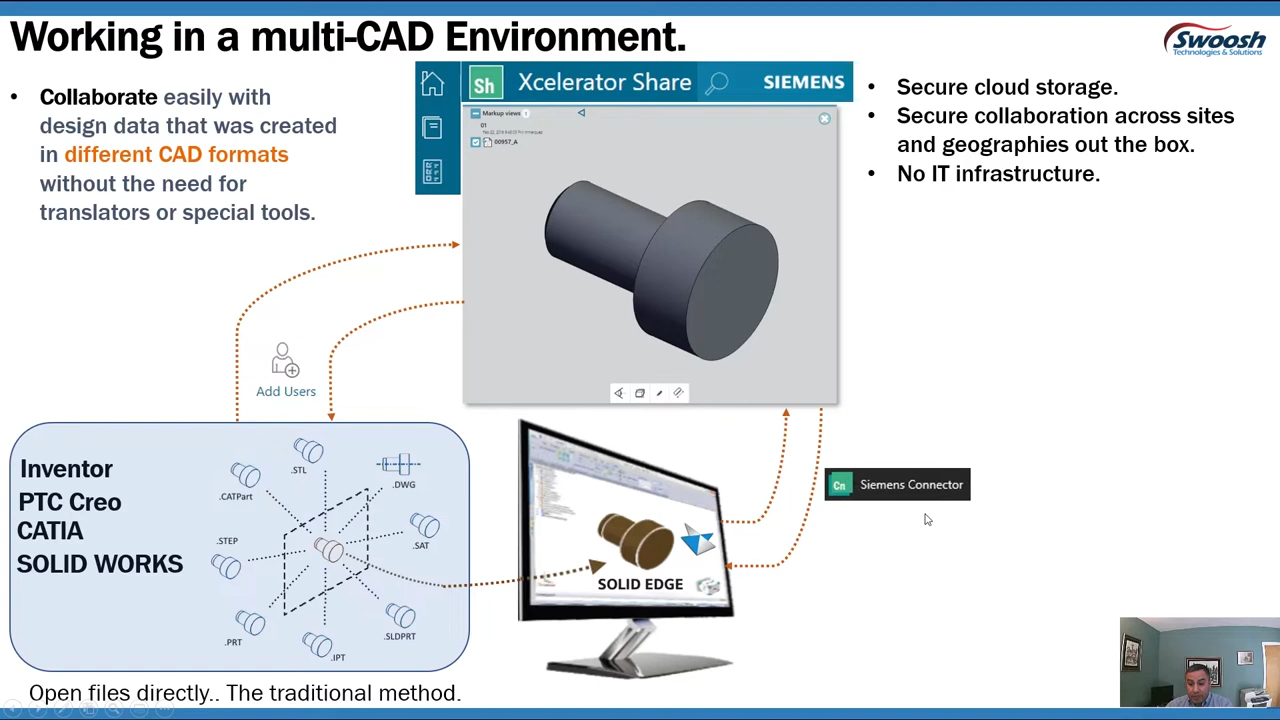 Working in a multi-CAD Environment.
Swoosh
Technologies & Solutions
• Collaborate easily with
design data that was created
in different CAD formats
without the need for
translators or special tools.
Sh Xcelerator Share SIEMENS
Markup views 1
01
00957_A
• Secure cloud storage.
• Secure collaboration across sites
and geographies out the box.
• No IT infrastructure.
Add Users
Inventor
PTC Creo
CATIA
SOLID WORKS
.STL
.CATPart
.DWG
.STEP
.SAT
.PRT
.IPT
.SLDPRT
SOLID EDGE
Cn Siemens Connector
Open files directly.. The traditional method.